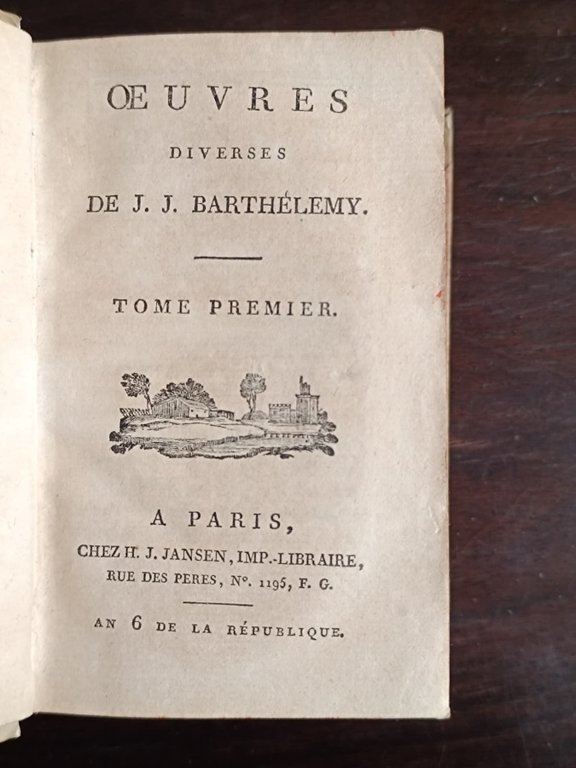 ŒUVRES
DIVERSES
DE J. J. BARTHÉLEMY.
TOME PREMIER.
A PARIS,
CHEZ H. J. JANSEN, IMP.-LIBRAIRE,
RUE DES PERES, Nº. 1195, F. G.
AN 6 DE LA RÉPUBLIQUE.